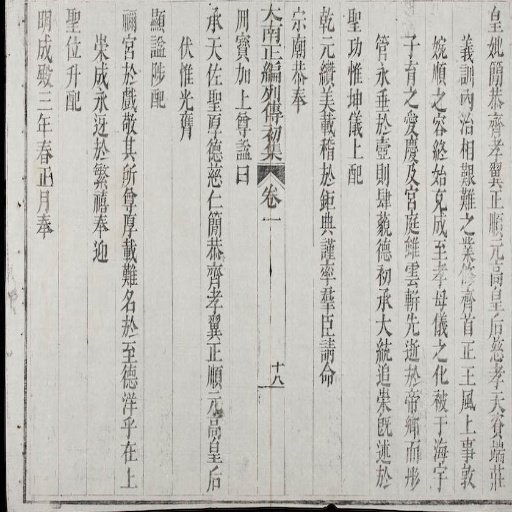 皇妣簡恭齊孝翼正順元高皇后慈孝天資端莊
義訓內治相艱難之業齊首正王風上事敦
婉順之容終始克成至孝母儀之化被于海宇
子育之愛慶及宮庭雖雲軿先逝於帝鄉而彤
管永垂於壼則肆藐德初承大統追崇既述於
聖功惟坤儀上配
乾元纘美載稽於鉅典謹率羣臣請命
宗廟恭奉
大南正編列傳初集 卷一 十八
冊寶加上尊謚曰
承天佐聖厚德慈仁簡恭齊孝翼正順元高皇后
伏惟光膺
顯謚陟配
禰宮於戲敬其所尊厚載難名於至德洋乎在上
崇成永迓於繁禧奉迎
聖位升配
明成殿三年春正月奉